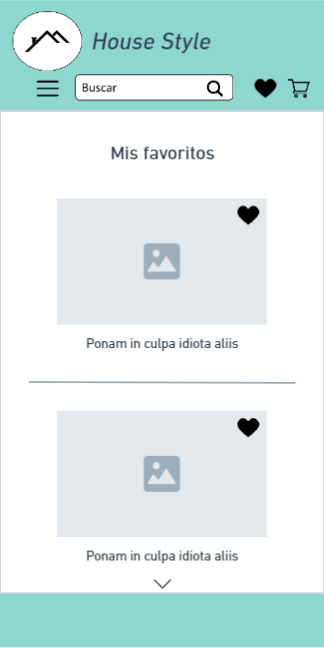 House Style
Buscar
Mis favoritos
Ponam in culpa idiota aliis
Ponam in culpa idiota aliis